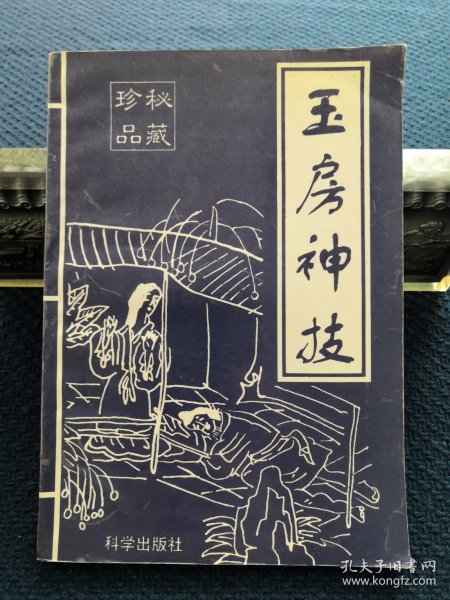 秘藏
珍品
玉房神技
科学出版社
孔夫子旧书网
www.kongfz.com